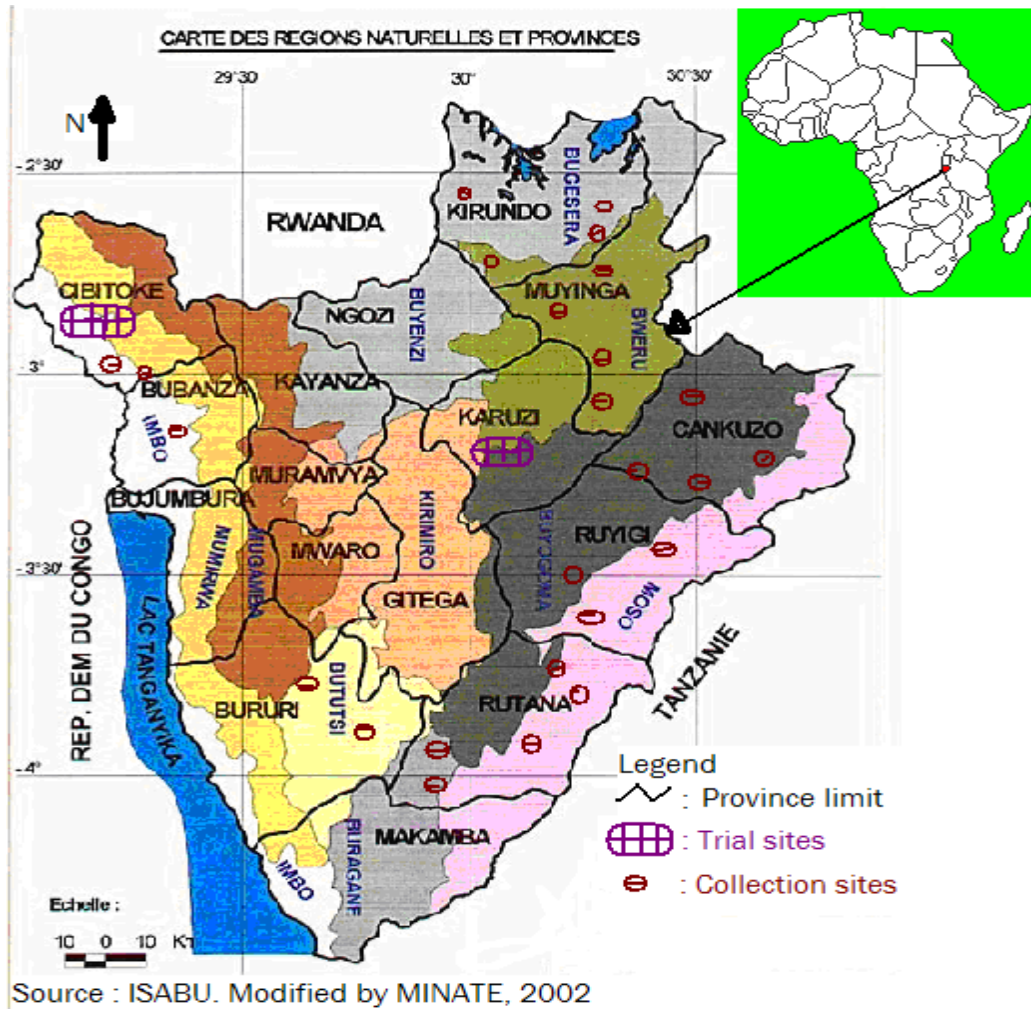 CARTE DES REGIONS NATURELLES ET PROVINCES
29°30
30°
30°30
N
2°30
RWANDA
KIRUNDO
BUGESERA
CIBITOKE
NGOZI
BUYENZI
MUYINGA
BWERU
3°
BUBANZA
KAYANZA
KARUZI
CANKUZO
IMBO
MURAMVYA
BUJUMBURA
KIRIMIRO
RUYIGI
BUYOGOMA
MUMIRWA
MUGAMBA
MWARO
3°30
GITEGA
MOSO
REP. DEM DU CONGO
LAC TANGANYIKA
BURURI
DUTUTSI
RUTANA
TANZANIE
4°
MAKAMBA
IMBO
Legend
: Province limit
: Trial sites
: Collection sites
Echelle :
10 0 10
Source : ISABU. Modified by MINATE, 2002